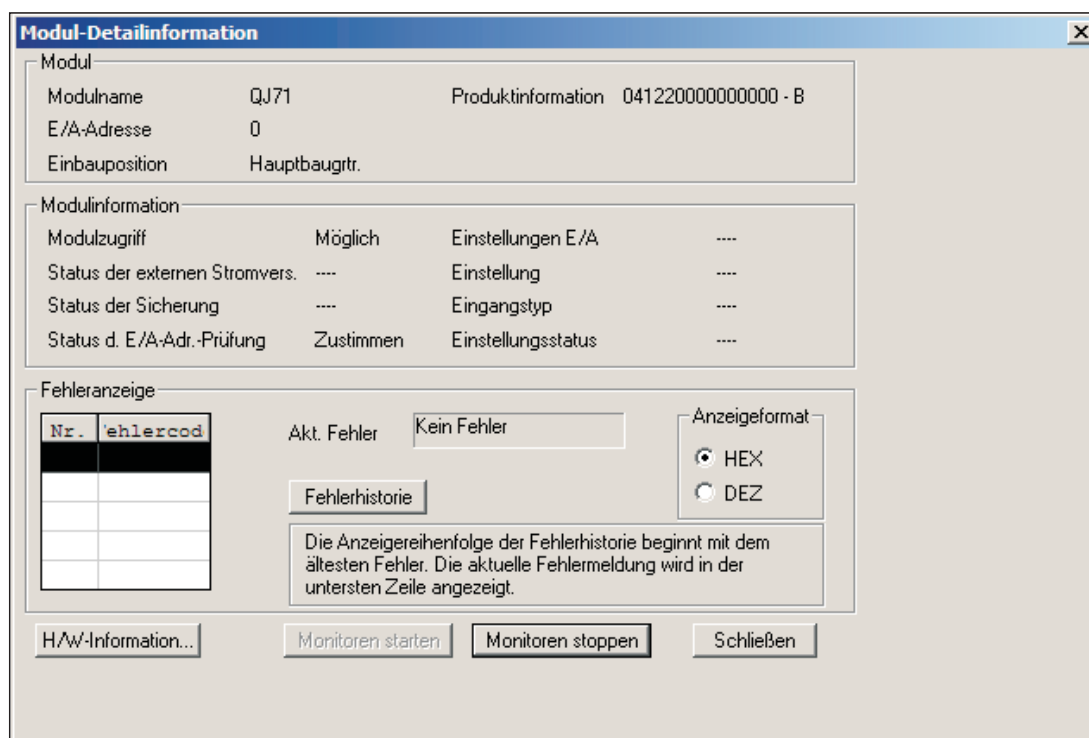 Modul-Detailinformation
Modul
Modulname QJ71 Produktinformation 041220000000000 - B
E/A-Adresse 0
Einbauposition Hauptbaugrtr.
Modulinformation
Modulzugriff Möglich Einstellungen E/A ----
Status der externen Stromvers. ---- Einstellung ----
Status der Sicherung ---- Eingangstyp ----
Status d. E/A-Adr.-Prüfung Zustimmen Einstellungsstatus ----
Fehleranzeige
Nr. Fehlercod
Akt. Fehler Kein Fehler
Anzeigeformat
HEX
DEZ
Fehlerhistorie
Die Anzeigereihenfolge der Fehlerhistorie beginnt mit dem
ältesten Fehler. Die aktuelle Fehlermeldung wird in der
untersten Zeile angezeigt.
H/W-Information... Monitoren starten Monitoren stoppen Schließen